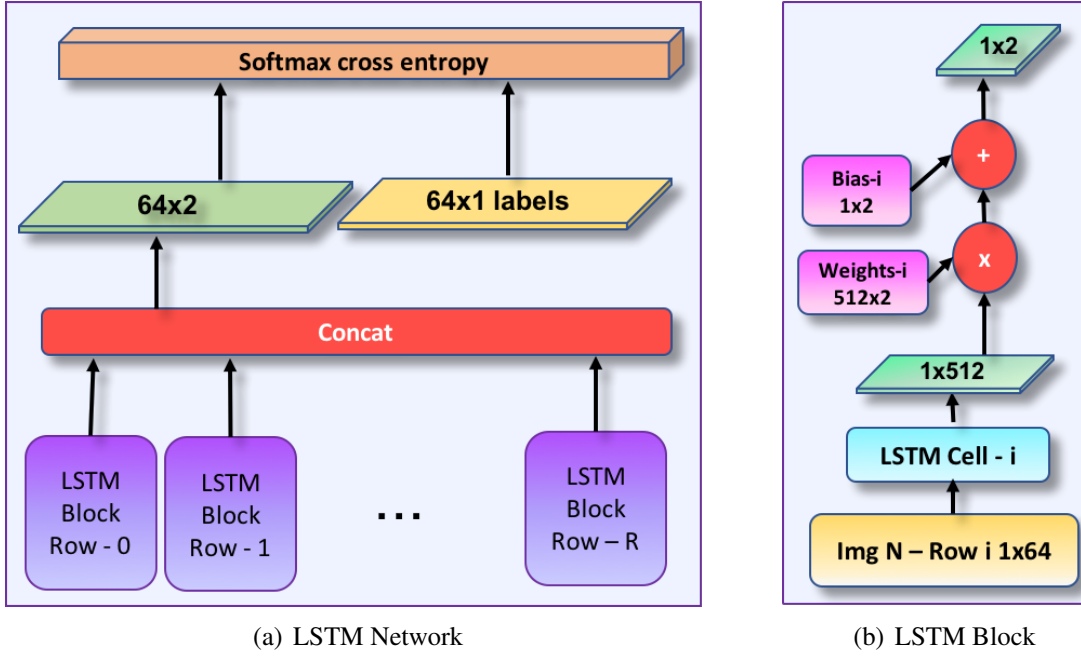 Softmax cross entropy
64x2
64x1 labels
Concat
LSTM
Block
Row - 0
LSTM
Block
Row - 1
...
LSTM
Block
Row – R
(a) LSTM Network
1x2
+
Bias-i
1x2
x
Weights-i
512x2
1x512
LSTM Cell - i
Img N – Row i 1x64
(b) LSTM Block